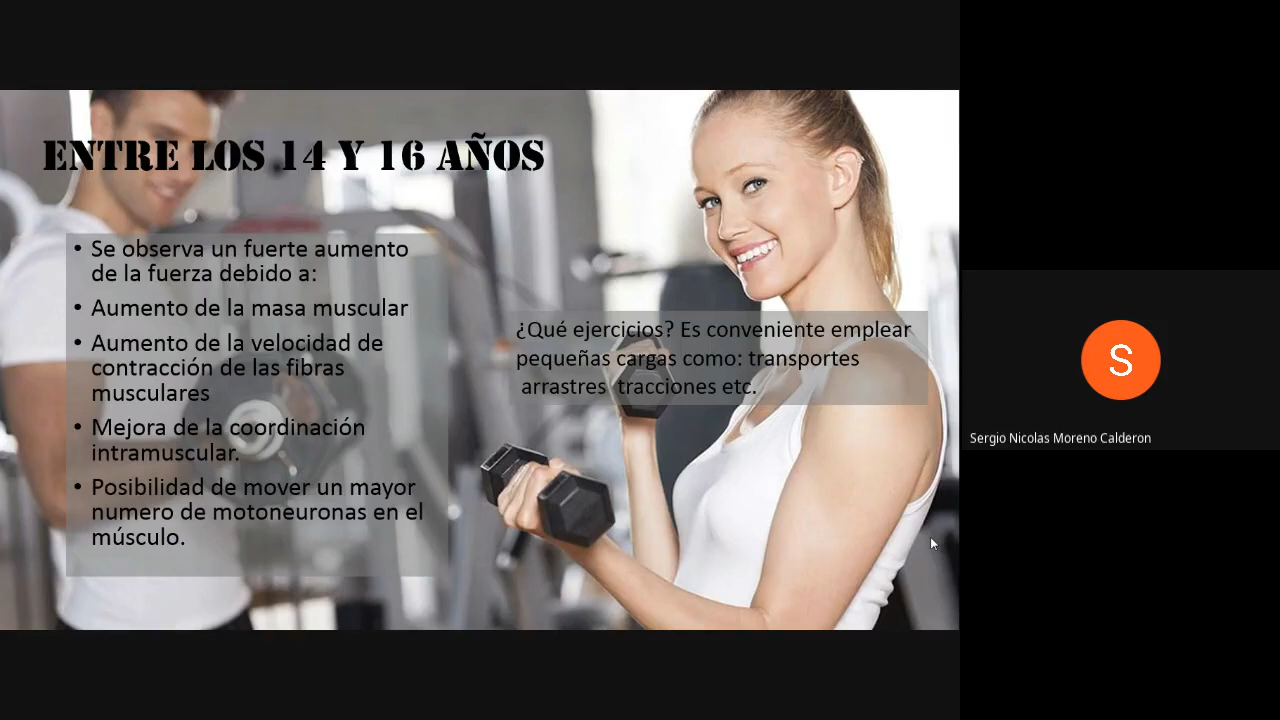 ENTRE LOS 14 Y 16 AÑOS
• Se observa un fuerte aumento
de la fuerza debido a:
• Aumento de la masa muscular
• Aumento de la velocidad de
contracción de las fibras
musculares
• Mejora de la coordinación
intramuscular.
• Posibilidad de mover un mayor
numero de motoneuronas en el
músculo.
¿Qué ejercicios? Es conveniente emplear
pequeñas cargas como: transportes
arrastres tracciones etc.
S
Sergio Nicolas Moreno Calderon